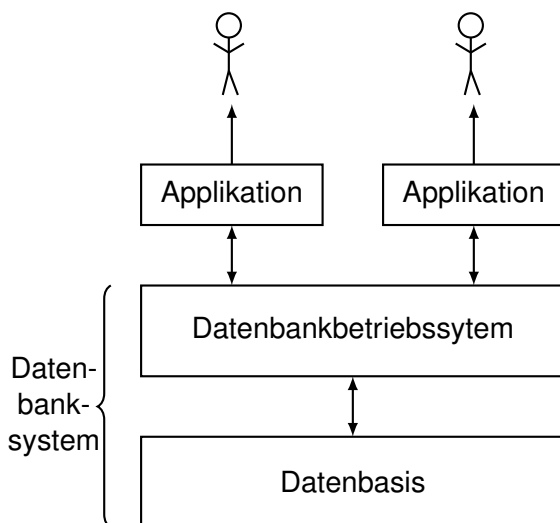 Applikation
Applikation
Datenbankbetriebssytem
Daten-
bank-
system
Datenbasis